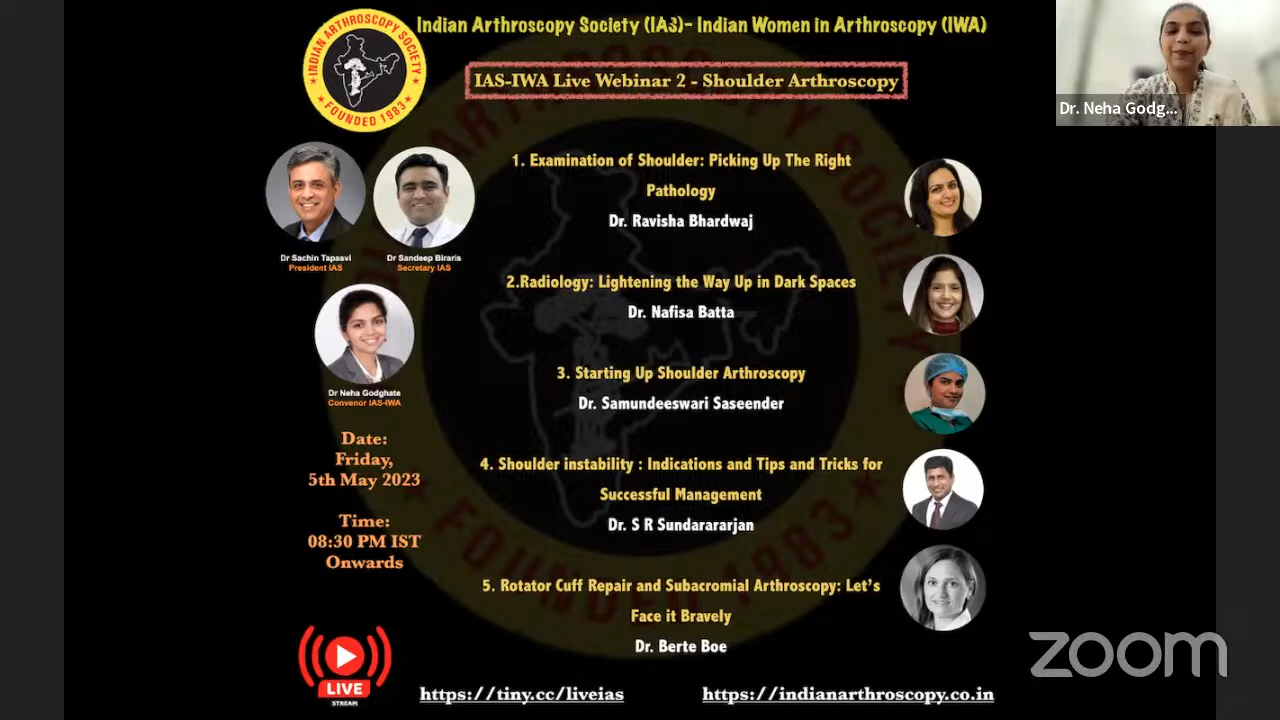 Indian Arthroscopy Society (IAS)- Indian Women in Arthroscopy (IWA)
INDIAN ARTHROSCOPY SOCIETY
FOUNDED 1983
IAS-IWA Live Webinar 2 - Shoulder Arthroscopy
Dr. Neha Godg...
1. Examination of Shoulder: Picking Up The Right
Pathology
Dr. Ravisha Bhardwaj
Dr Sachin Tapasvi
President IAS
Dr Sandeep Biraris
Secretary IAS
2.Radiology: Lightening the Way Up in Dark Spaces
Dr. Nafisa Batta
Dr Neha Godghate
Convenor IAS-IWA
3. Starting Up Shoulder Arthroscopy
Dr. Samundeeswari Saseender
Date:
Friday,
5th May 2023
Time:
08:30 PM IST
Onwards
4. Shoulder instability : Indications and Tips and Tricks for
Successful Management
Dr. S R Sundarararjan
5. Rotator Cuff Repair and Subacromial Arthroscopy: Let's
Face it Bravely
Dr. Berte Boe
LIVE
STREAM
https://tiny.cc/liveias
https://indianarthroscopy.co.in
zoom